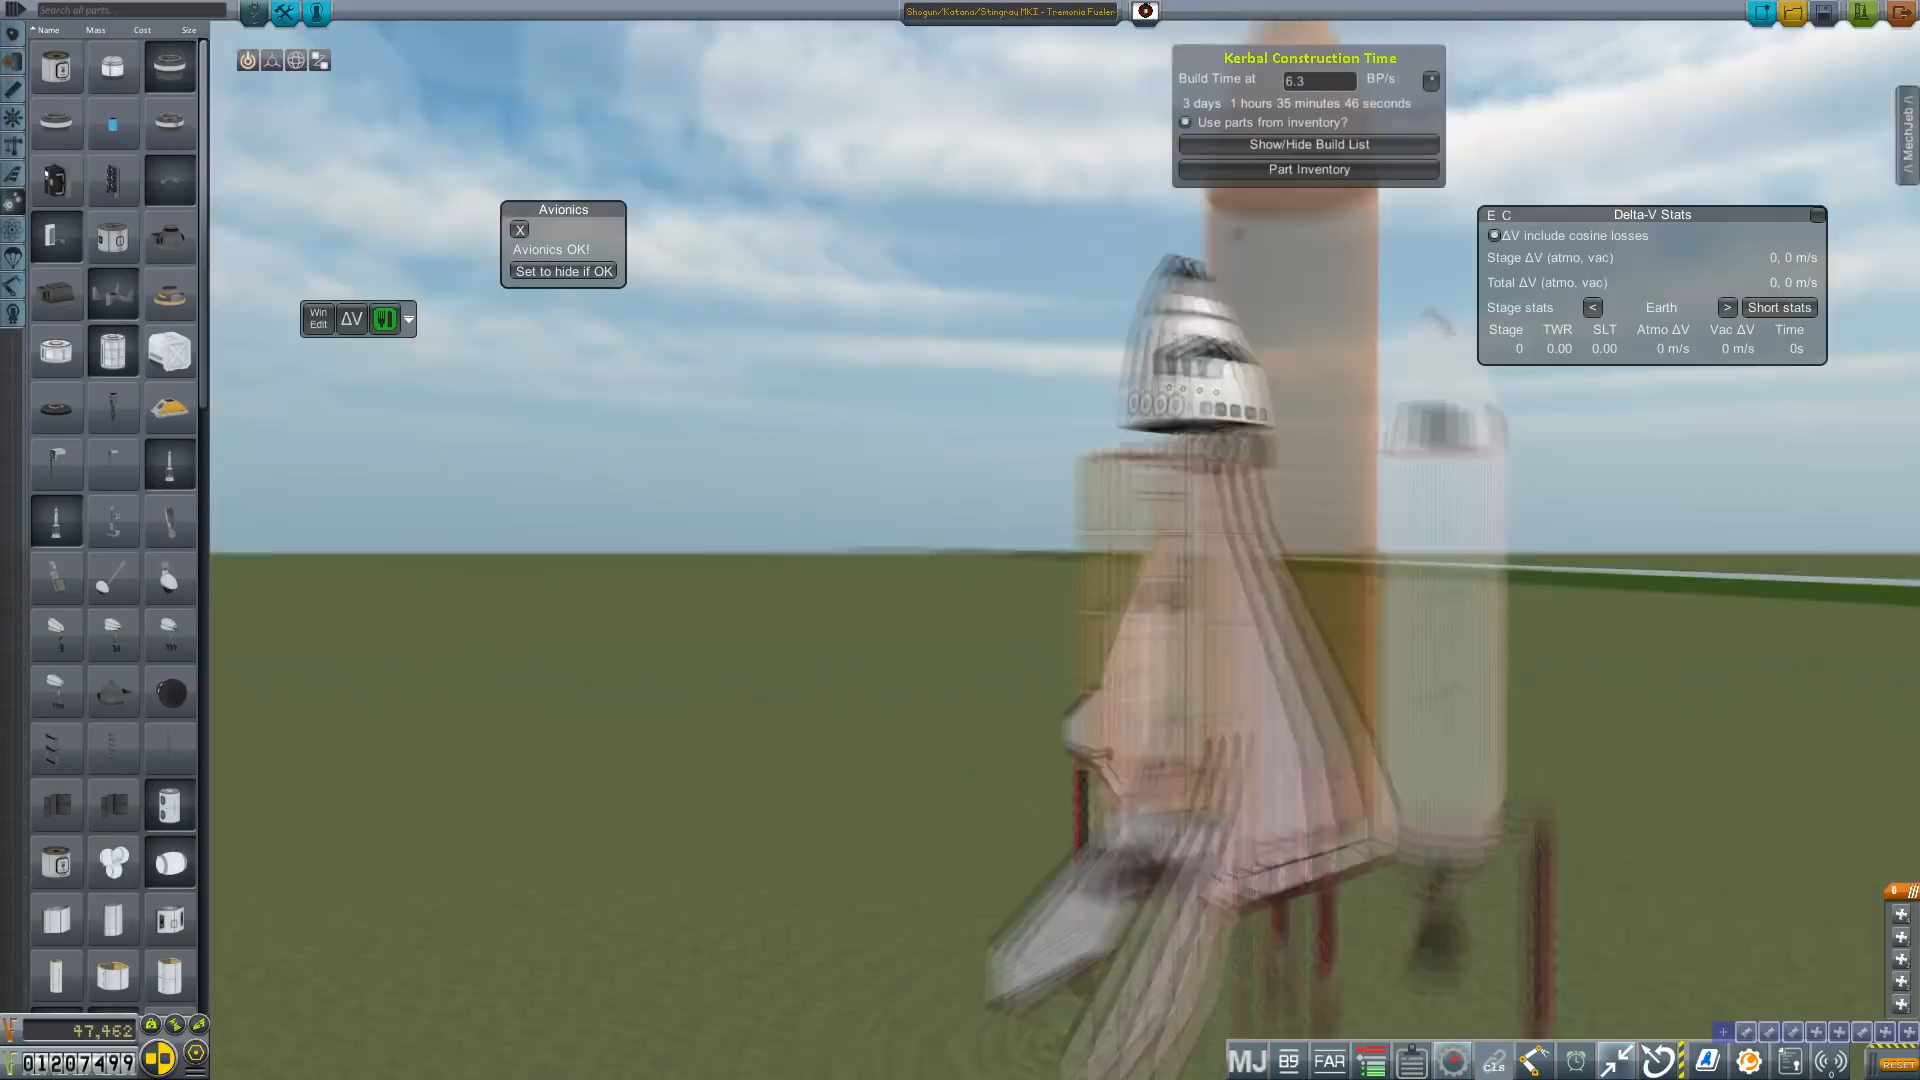 Search all parts...
Shogun/Katana/Stingray MKI - Tremonia Fueler
Name Mass Cost Size
Kerbal Construction Time
Build Time at 6.3 BP/s:
3 days 1 hours 35 minutes 46 seconds
Use parts from inventory?
Show/Hide Build List
Part Inventory
MechJeb
Avionics
X
Avionics OK!
Set to hide if OK
Win Edit ΔV
E C Delta-V Stats
ΔV include cosine losses
Stage ΔV (atmo, vac) 0, 0 m/s
Total ΔV (atmo, vac) 0, 0 m/s
Stage stats < Earth > Short stats
Stage TWR SLT Atmo ΔV Vac ΔV Time
0 0.00 0.00 0 m/s 0 m/s 0s
0
47,462
01207499
MJ B9 FAR cls 0 RESET